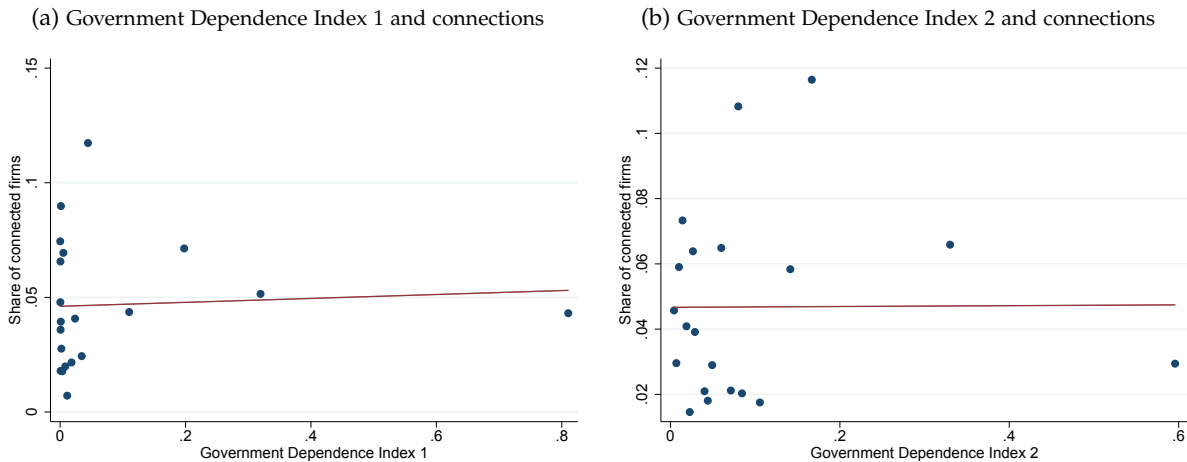 (a) Government Dependence Index 1 and connections
.15
.1
.05
0
Share of connected firms
0 .2 .4 .6 .8
Government Dependence Index 1
(b) Government Dependence Index 2 and connections
.12
.1
.08
.06
.04
.02
Share of connected firms
0 .2 .4 .6
Government Dependence Index 2